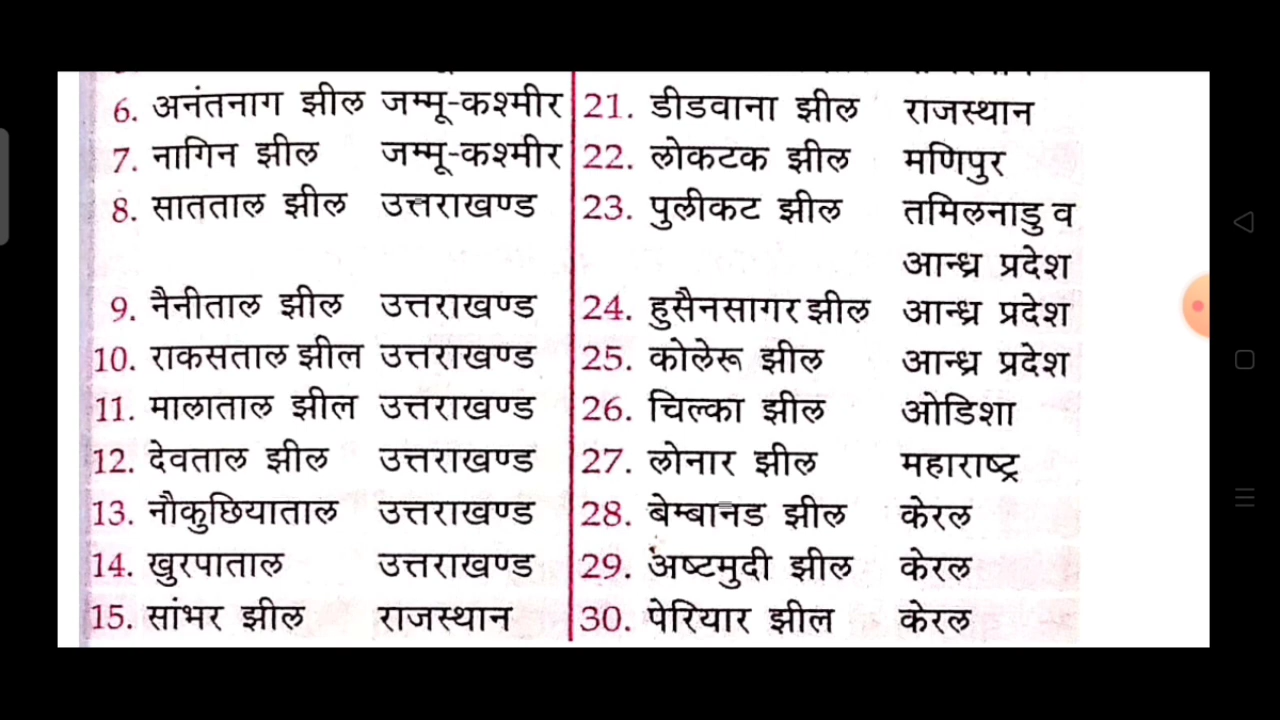 6. अनंतनाग झील जम्मू-कश्मीर
7. नागिन झील जम्मू-कश्मीर
8. सातताल झील उत्तराखण्ड
9. नैनीताल झील उत्तराखण्ड
10. राकसताल झील उत्तराखण्ड
11. मालाताल झील उत्तराखण्ड
12. देवताल झील उत्तराखण्ड
13. नौकुछियाताल उत्तराखण्ड
14. खुरपाताल उत्तराखण्ड
15. सांभर झील राजस्थान
21. डीडवाना झील राजस्थान
22. लोकटक झील मणिपुर
23. पुलीकट झील तमिलनाडु व
आन्ध्र प्रदेश
24. हुसैनसागर झील आन्ध्र प्रदेश
25. कोलेरू झील आन्ध्र प्रदेश
26. चिल्का झील ओडिशा
27. लोनार झील महाराष्ट्र
28. बेम्बानड झील केरल
29. अष्टमुदी झील केरल
30. पेरियार झील केरल